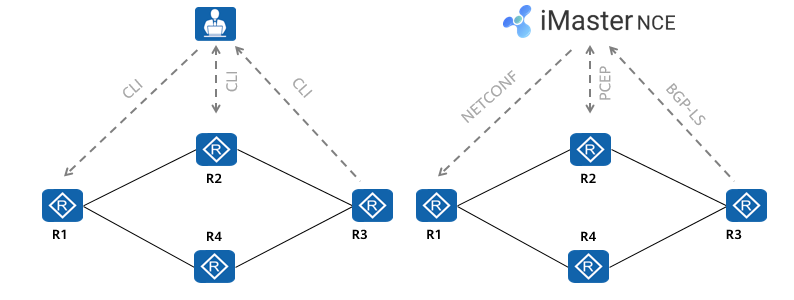 iMaster NCE
CLI
CLI
CLI
NETCONF
PCEP
BGP-LS
R
R2
R
R2
R
R1
R
R3
R
R1
R
R3
R4
R
R4
R